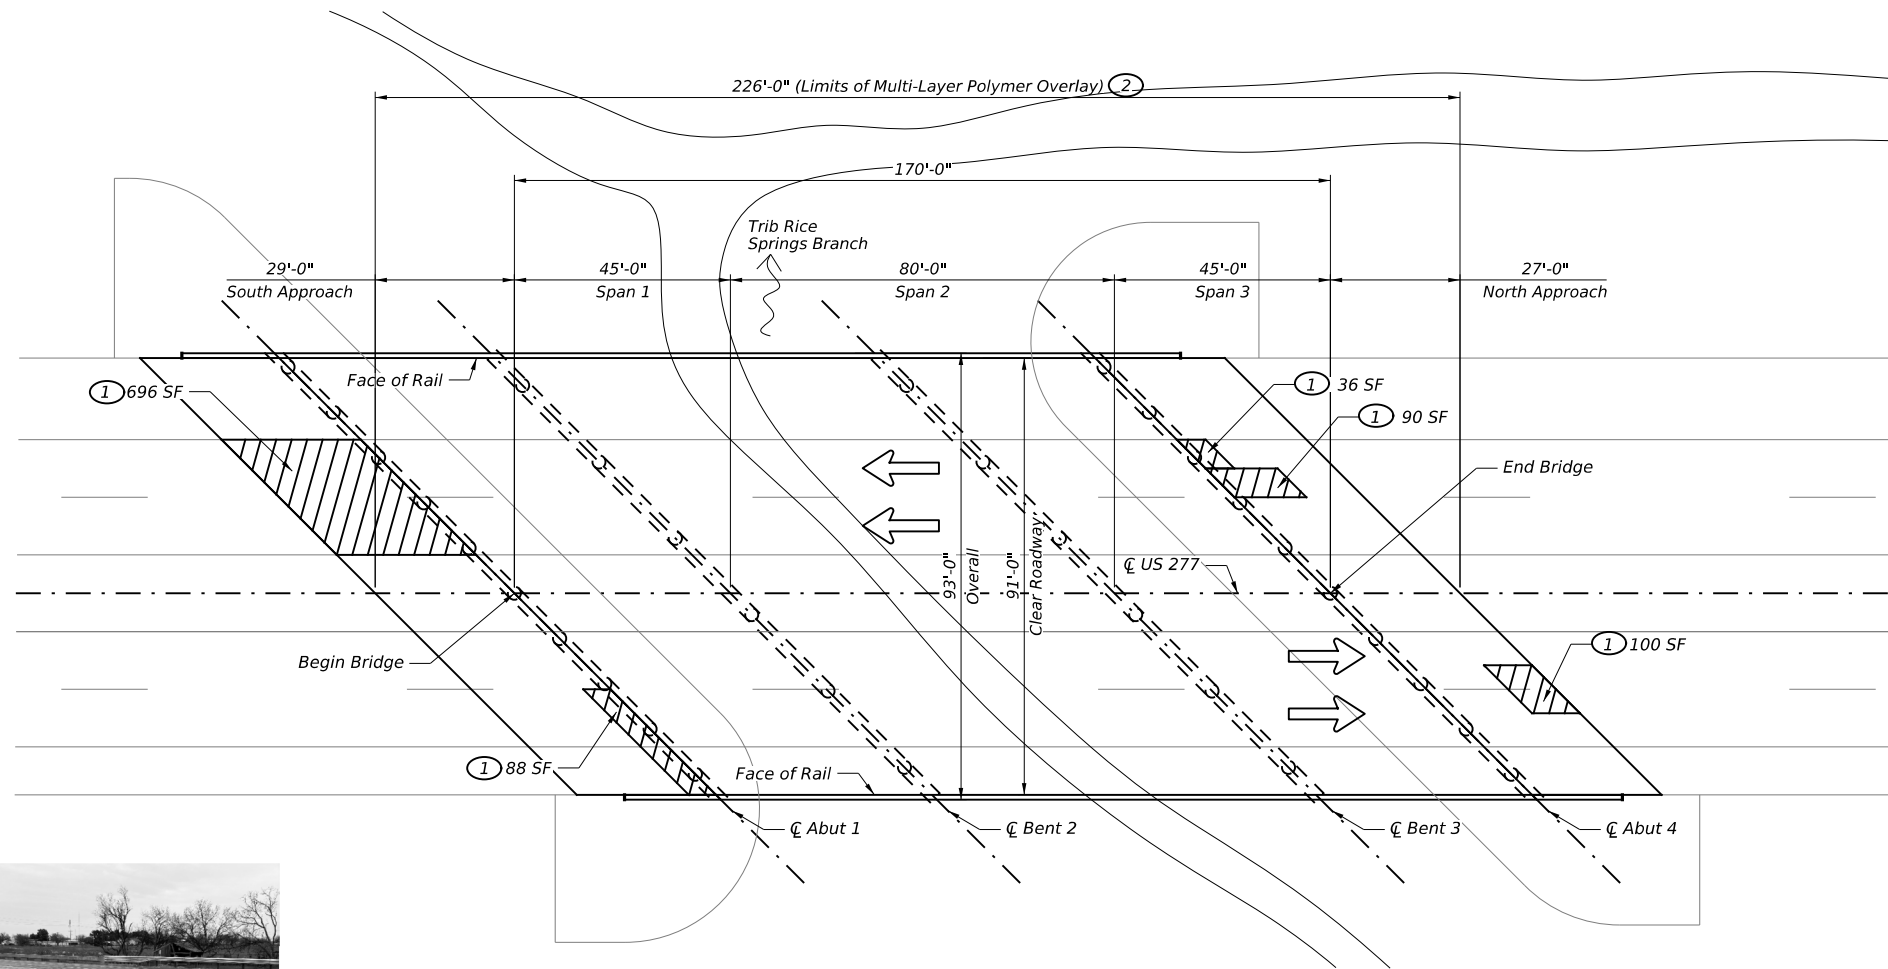 226'-0" (Limits of Multi-Layer Polymer Overlay) 2
170'-0"
Trib Rice
Springs Branch
29'-0"
South Approach
45'-0"
Span 1
80'-0"
Span 2
45'-0"
Span 3
27'-0"
North Approach
Face of Rail
1 696 SF
1 36 SF
1 90 SF
End Bridge
93'-0"
Overall
91'-0"
Clear Roadway
℄ US 277
Begin Bridge
1 100 SF
1 88 SF
Face of Rail
℄ Abut 1
℄ Bent 2
℄ Bent 3
℄ Abut 4